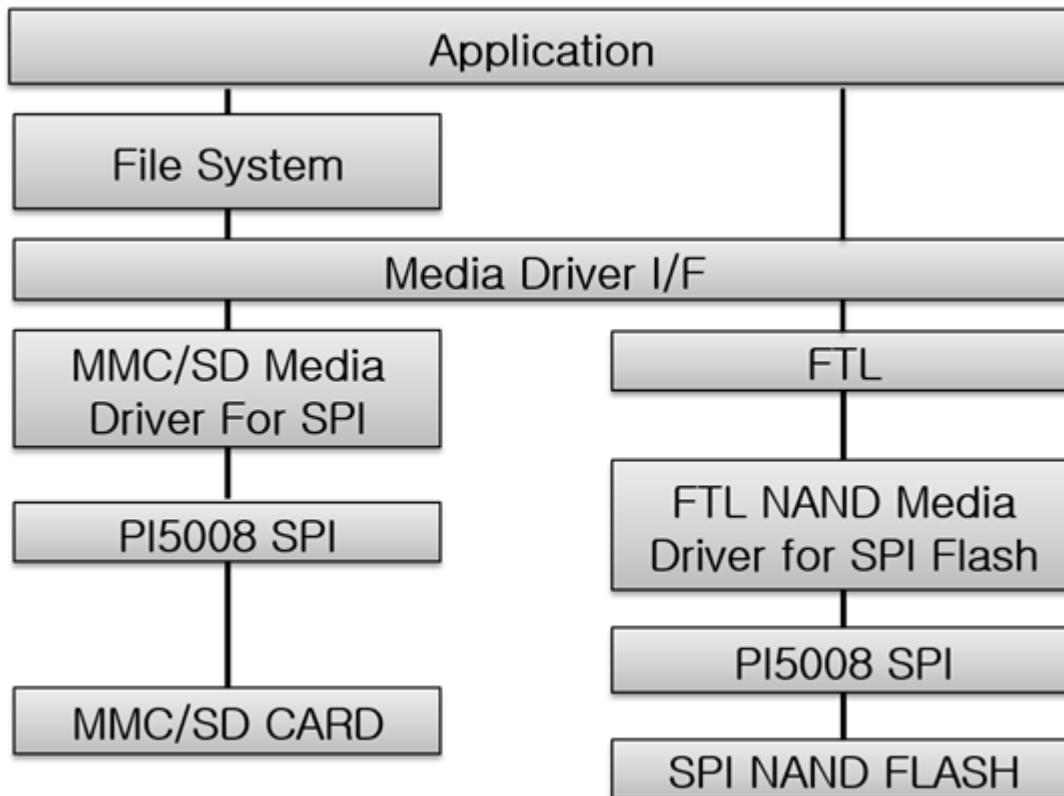 Application
File System
Media Driver I/F
MMC/SD Media
Driver For SPI
PI5008 SPI
MMC/SD CARD
FTL
FTL NAND Media
Driver for SPI Flash
PI5008 SPI
SPI NAND FLASH